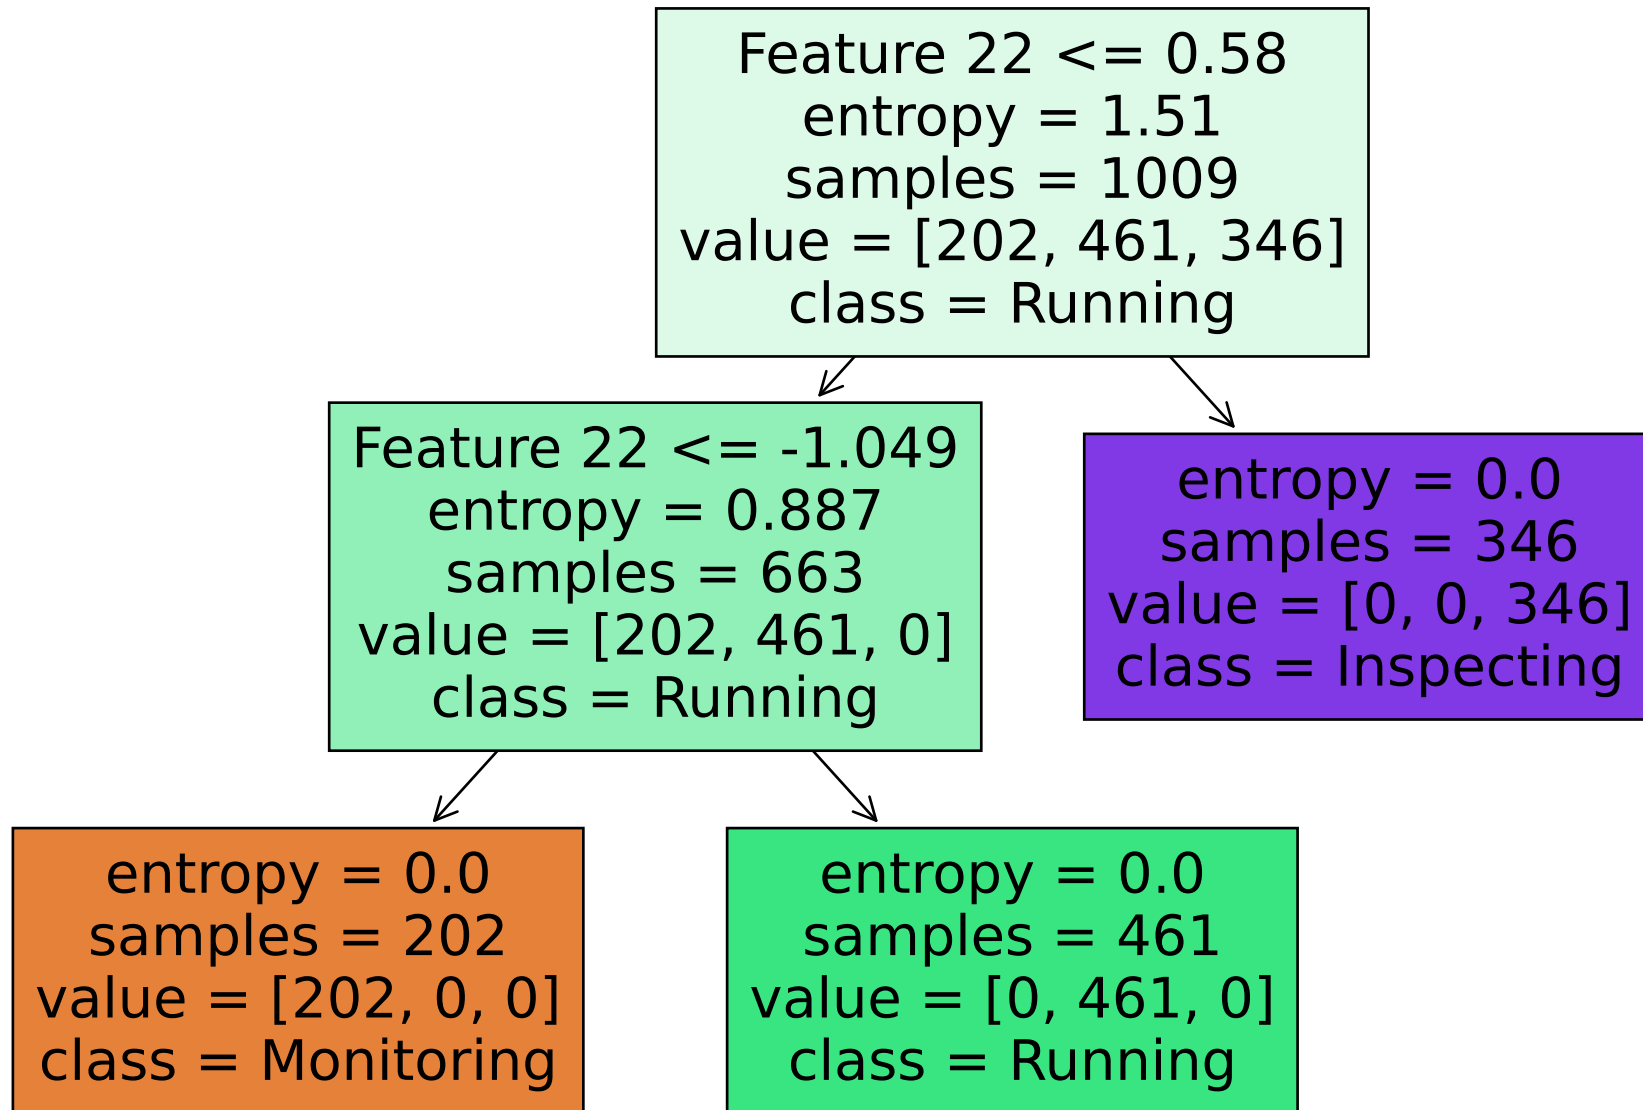 Feature 22 <= 0.58
entropy = 1.51
samples = 1009
value = [202, 461, 346]
class = Running
Feature 22 <= -1.049
entropy = 0.887
samples = 663
value = [202, 461, 0]
class = Running
entropy = 0.0
samples = 346
value = [0, 0, 346]
class = Inspecting
entropy = 0.0
samples = 202
value = [202, 0, 0]
class = Monitoring
entropy = 0.0
samples = 461
value = [0, 461, 0]
class = Running